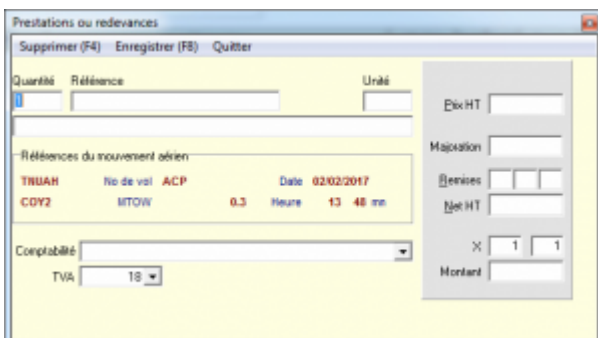 Prestations ou redevances
Supprimer (F4) Enregistrer (F8) Quitter
Quantité Référence Unité
1
Prix HT
Majoration
Références du mouvement aérien
TNUAH No de vol ACP Date 02/02/2017
COY2 MTOW 0.3 Heure 13 48 mn
Remises
Net HT
Comptabilité
X 1 1
TVA 18
Montant